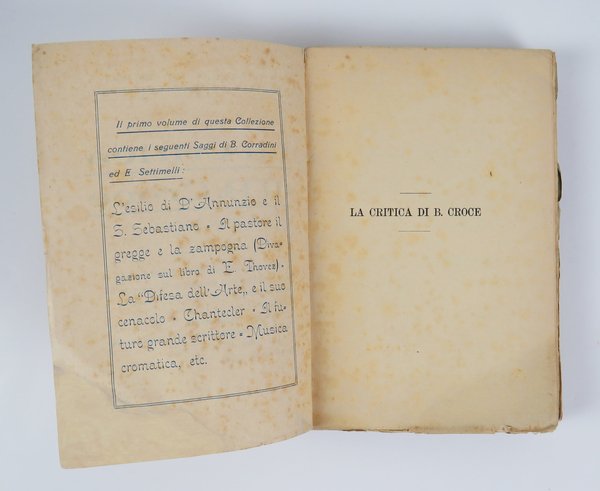 Il primo volume di questa Collezione
contiene i seguenti Saggi di B. Corradini
ed E. Settimelli:
L'esilio di D'Annunzio e il
S. Sebastiano - Il pastore il
gregge e la zampogna (Diva-
gazione sul libro di E. Thovez) -
La "Difesa dell'Arte„ e il suo
cenacolo - Chantecler - Il fu-
turo grande scrittore - Musica
cromatica, etc.
LA CRITICA DI B. CROCE